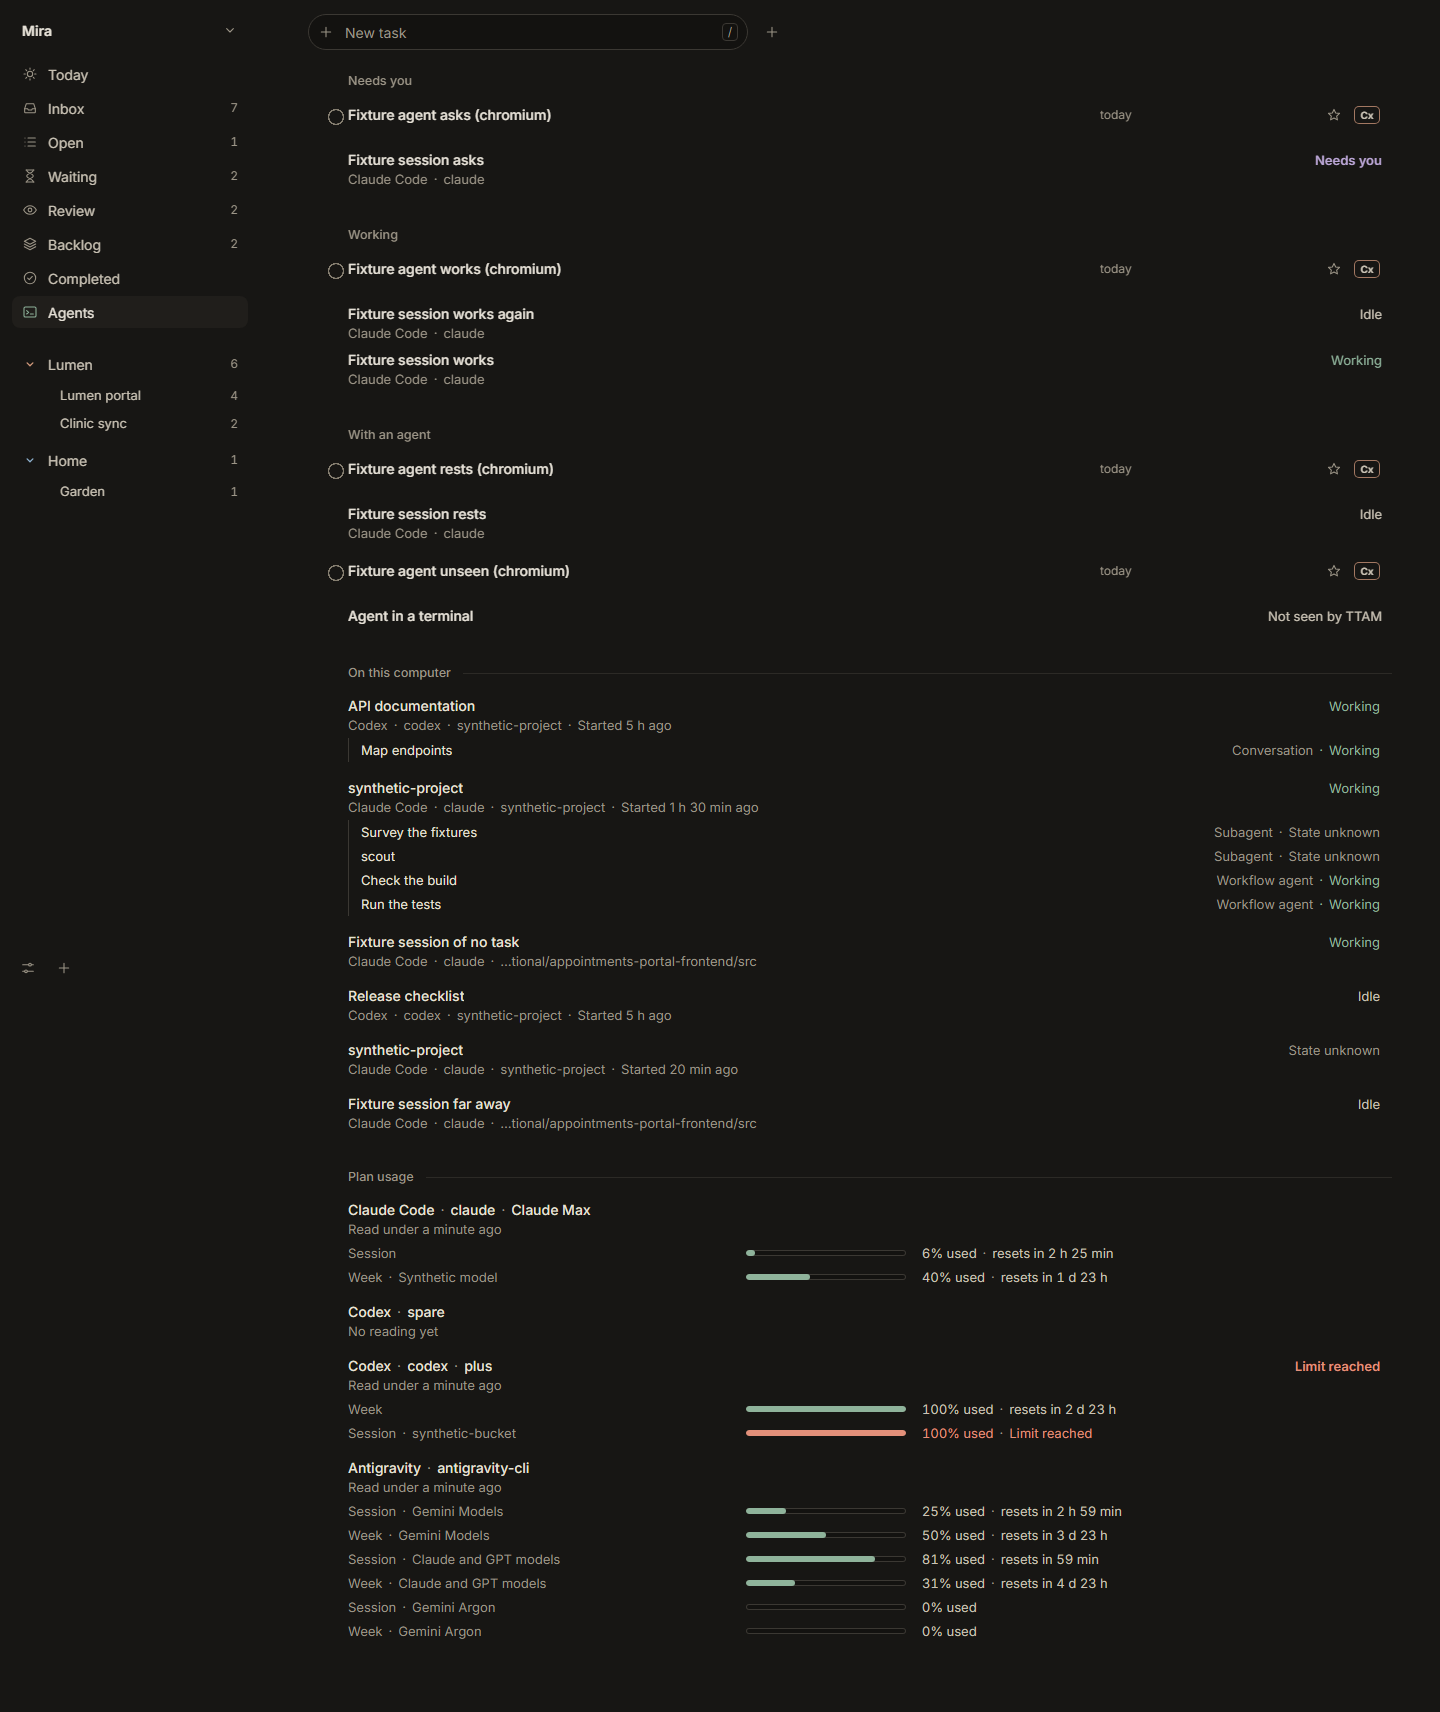 Mira
Today
Inbox 7
Open 1
Waiting 2
Review 2
Backlog 2
Completed
Agents
Lumen 6
Lumen portal 4
Clinic sync 2
Home 1
Garden 1
New task /
Needs you
Fixture agent asks (chromium) today Cx
Fixture session asks Needs you
Claude Code · claude
Working
Fixture agent works (chromium) today Cx
Fixture session works again Idle
Claude Code · claude
Fixture session works Working
Claude Code · claude
With an agent
Fixture agent rests (chromium) today Cx
Fixture session rests Idle
Claude Code · claude
Fixture agent unseen (chromium) today Cx
Agent in a terminal Not seen by TTAM
On this computer
API documentation Working
Codex · codex · synthetic-project · Started 5 h ago
Map endpoints Conversation · Working
synthetic-project Working
Claude Code · claude · synthetic-project · Started 1 h 30 min ago
Survey the fixtures Subagent · State unknown
scout Subagent · State unknown
Check the build Workflow agent · Working
Run the tests Workflow agent · Working
Fixture session of no task Working
Claude Code · claude · ...tional/appointments-portal-frontend/src
Release checklist Idle
Codex · codex · synthetic-project · Started 5 h ago
synthetic-project State unknown
Claude Code · claude · synthetic-project · Started 20 min ago
Fixture session far away Idle
Claude Code · claude · ...tional/appointments-portal-frontend/src
Plan usage
Claude Code · claude · Claude Max
Read under a minute ago
Session 6% used · resets in 2 h 25 min
Week · Synthetic model 40% used · resets in 1 d 23 h
Codex · spare
No reading yet
Codex · codex · plus Limit reached
Read under a minute ago
Week 100% used · resets in 2 d 23 h
Session · synthetic-bucket 100% used · Limit reached
Antigravity · antigravity-cli
Read under a minute ago
Session · Gemini Models 25% used · resets in 2 h 59 min
Week · Gemini Models 50% used · resets in 3 d 23 h
Session · Claude and GPT models 81% used · resets in 59 min
Week · Claude and GPT models 31% used · resets in 4 d 23 h
Session · Gemini Argon 0% used
Week · Gemini Argon 0% used